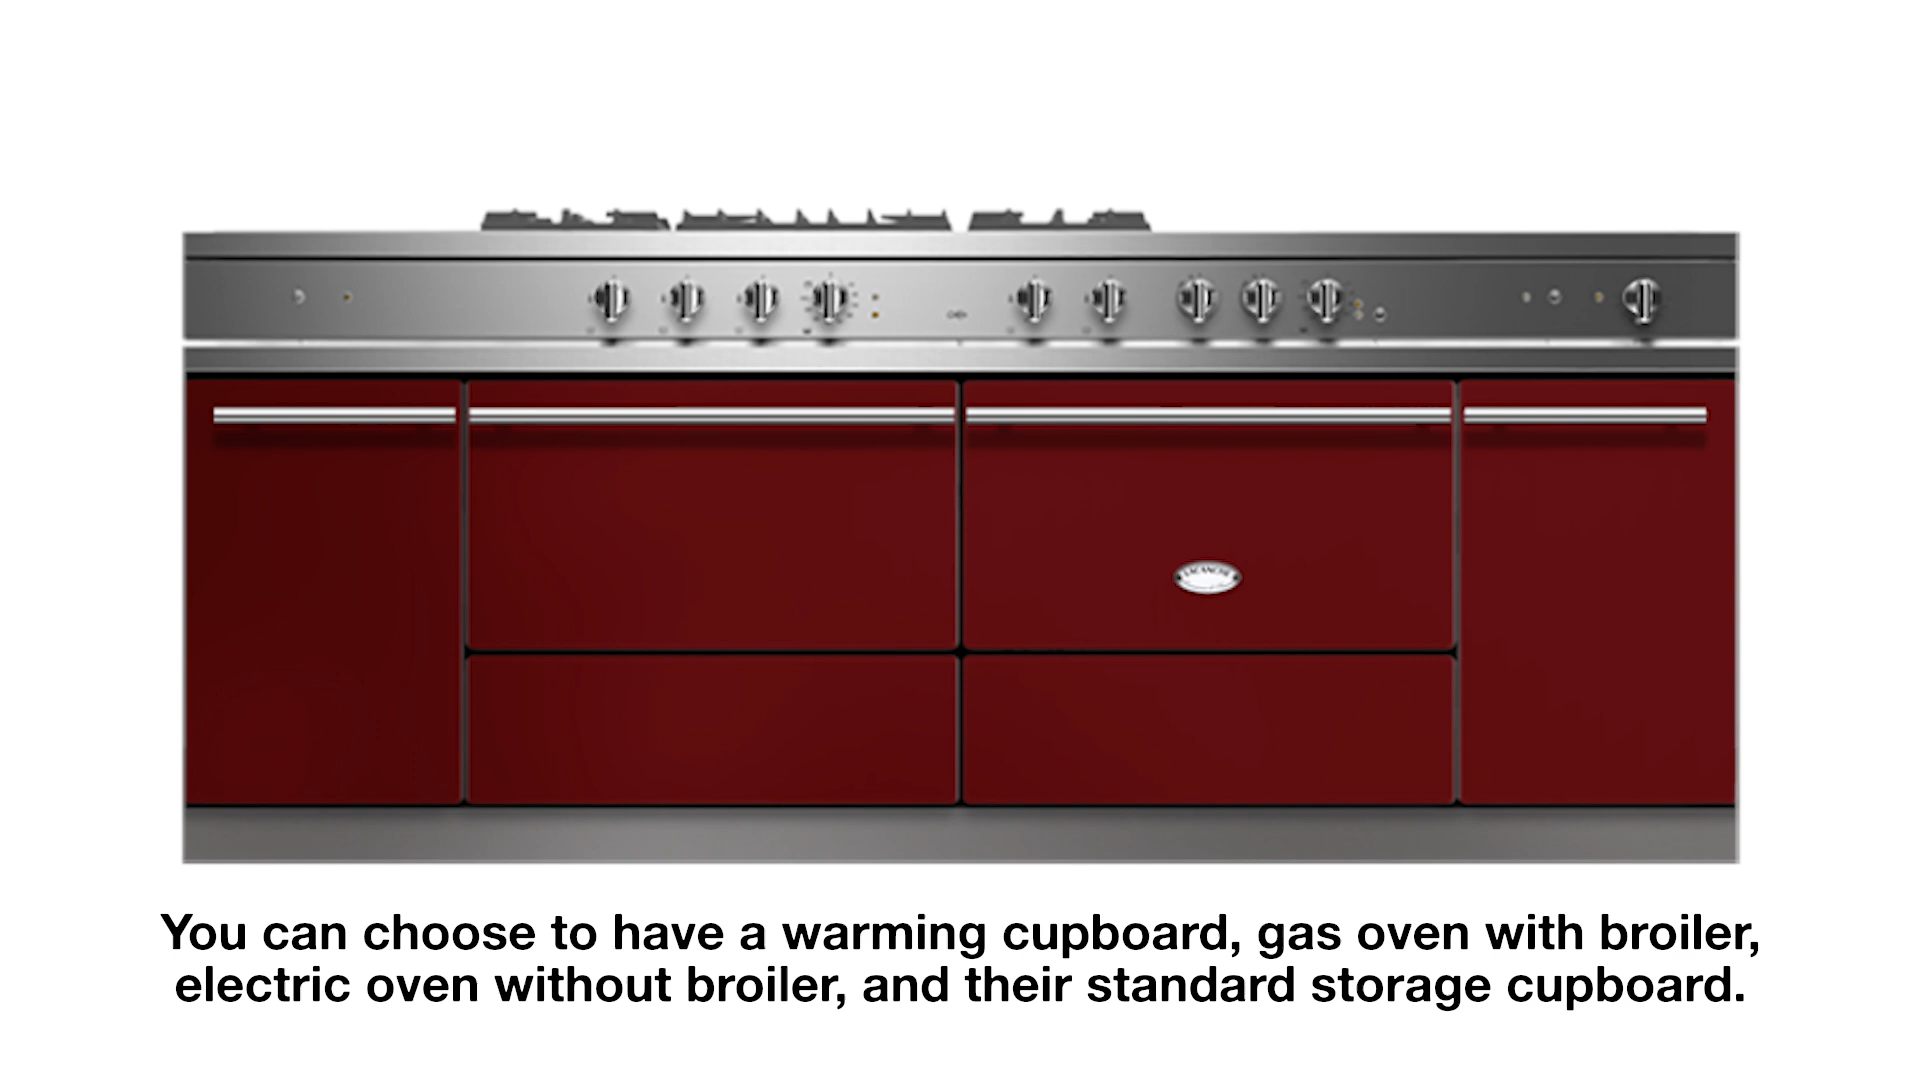 LACANCHE
You can choose to have a warming cupboard, gas oven with broiler,
electric oven without broiler, and their standard storage cupboard.